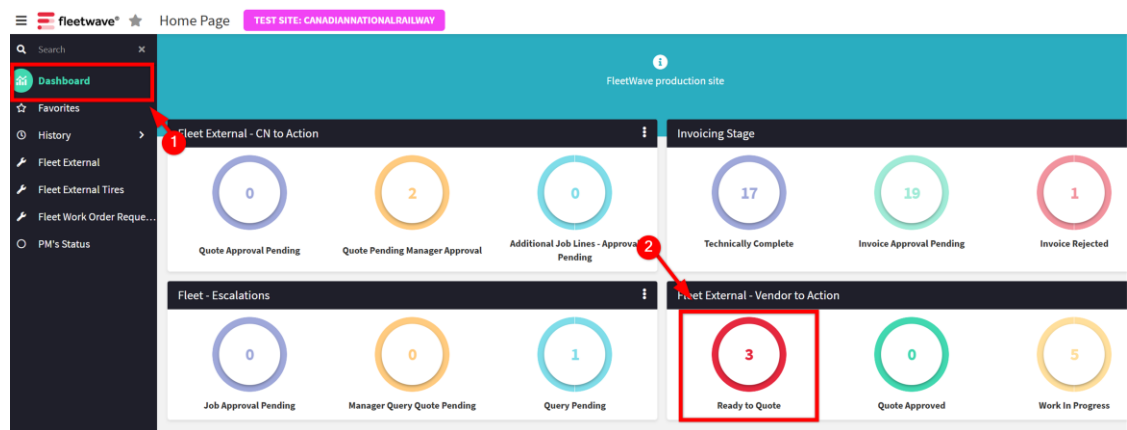 fleetwave® Home Page TEST SITE: CANADIANNATIONALRAILWAY
Search
Dashboard
Favorites
History
Fleet External
Fleet External Tires
Fleet Work Order Reque...
PM's Status
1
FleetWave production site
Fleet External - CN to Action
0
Quote Approval Pending
2
Quote Pending Manager Approval
0
Additional Job Lines - Approval
Pending
Invoicing Stage
17
Technically Complete
19
Invoice Approval Pending
1
Invoice Rejected
2
Fleet - Escalations
0
Job Approval Pending
0
Manager Query Quote Pending
1
Query Pending
Fleet External - Vendor to Action
3
Ready to Quote
0
Quote Approved
5
Work In Progress